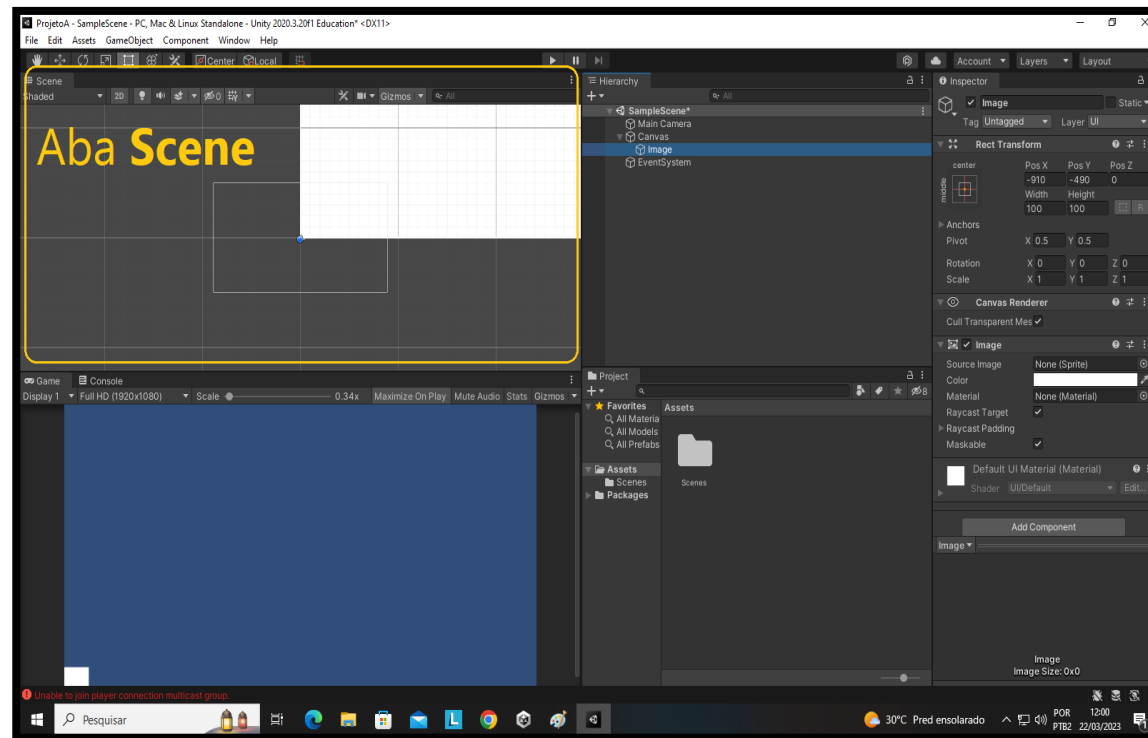 ProjetoA - SampleScene - PC, Mac & Linux Standalone - Unity 2020.3.20f1 Education* <DX11>
File Edit Assets GameObject Component Window Help
Center Local
Account Layers Layout
Scene
Shaded 2D 0 Gizmos All
Aba Scene
Hierarchy
All
SampleScene*
Main Camera
Canvas
Image
EventSystem
Inspector
Image Static
Tag Untagged Layer UI
Rect Transform
center Pos X Pos Y Pos Z
middle -910 -490 0
Width Height
100 100 R
Anchors
Pivot X 0.5 Y 0.5
Rotation X 0 Y 0 Z 0
Scale X 1 Y 1 Z 1
Canvas Renderer
Cull Transparent Mes
Image
Source Image None (Sprite)
Color
Material None (Material)
Raycast Target
Raycast Padding
Maskable
Default UI Material (Material)
Shader UI/Default Edit...
Add Component
Image
Image
Image Size: 0x0
Game Console
Display 1 Full HD (1920x1080) Scale 0.34x Maximize On Play Mute Audio Stats Gizmos
Project
8
Favorites
All Materia
All Models
All Prefabs
Assets
Scenes
Packages
Assets
Scenes
Unable to join player connection multicast group.
Pesquisar
L
30°C Pred ensolarado
POR
PTB2
12:00
22/03/2023